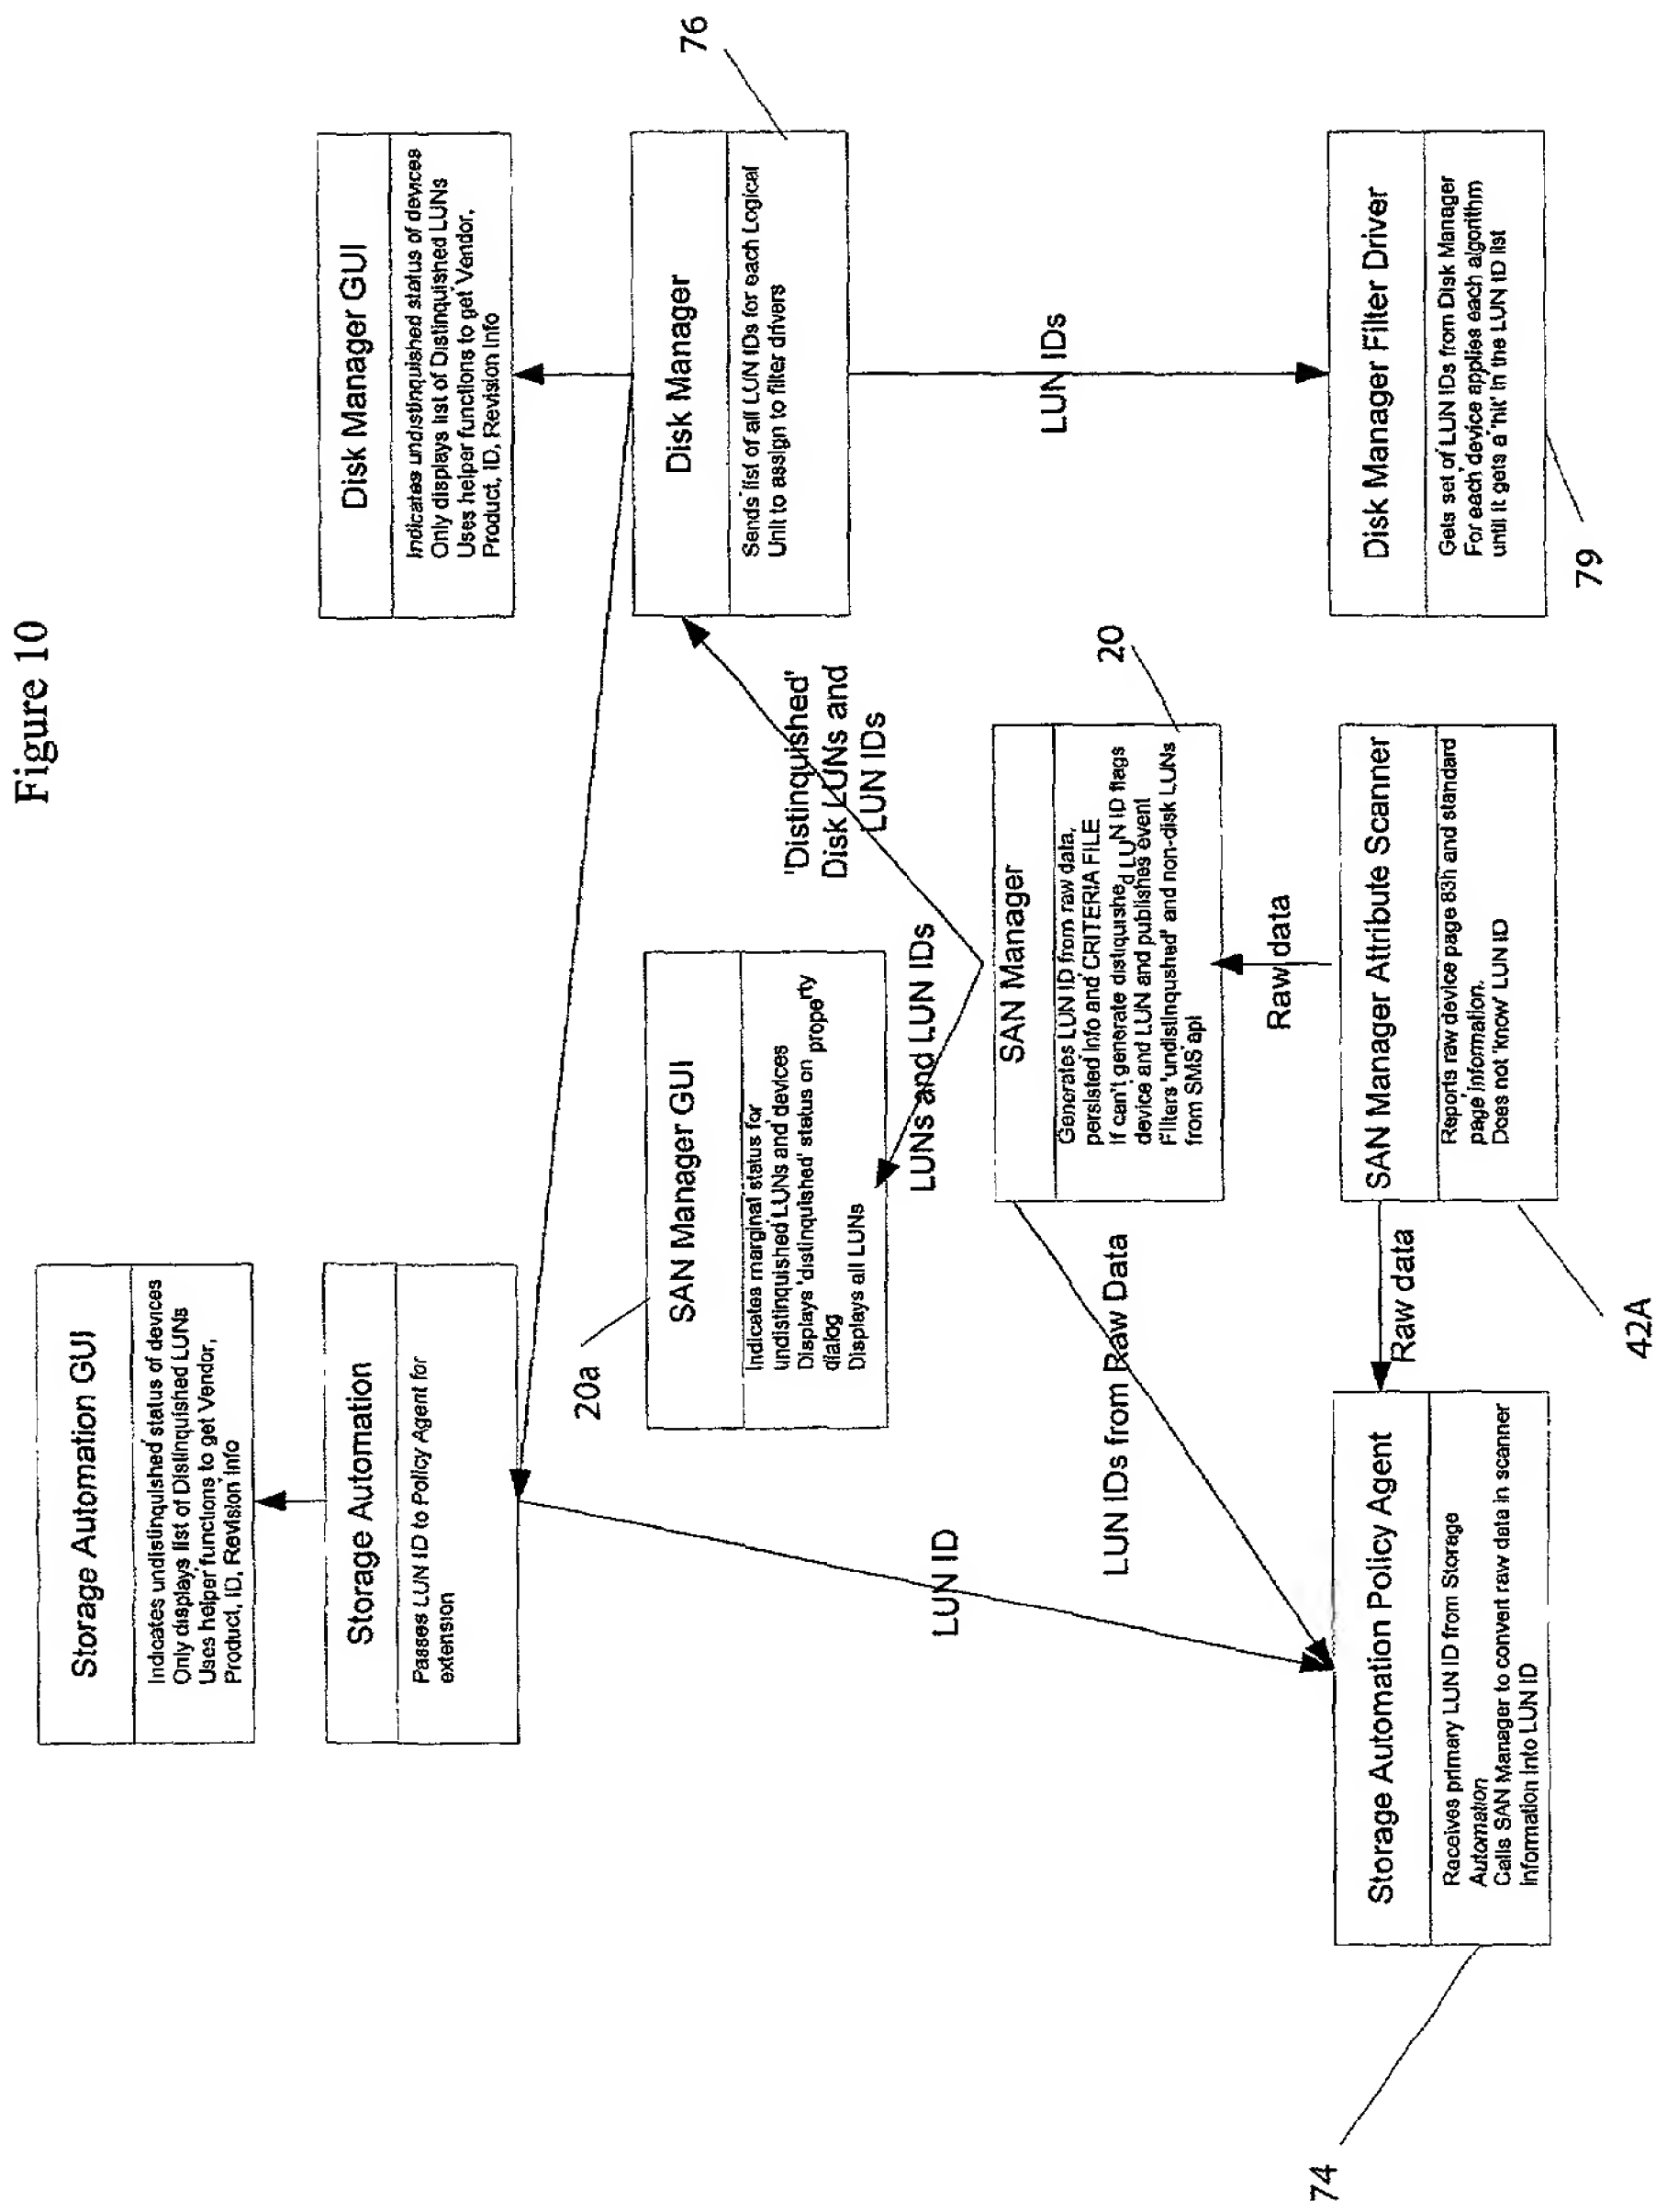 Figure 10
Storage Automation GUI
Indicates undistinquished status of devices
Only displays list of Distinquished LUNs
Uses helper functions to get Vendor,
Product, ID, Revision Info
Storage Automation
Passes LUN ID to Policy Agent for
extension
Disk Manager GUI
Indicates undistinquished status of devices
Only displays list of Distinquished LUNs
Uses helper functions to get Vendor,
Product, ID, Revision Info
Disk Manager
Sends list of all LUN IDs for each Logical
Unit to assign to filter drivers
76
20a
SAN Manager GUI
Indicates marginal status for
undistinquished LUNs and devices
Displays 'distinquished' status on property
dialog
Displays all LUNs
'Distinquished'
Disk LUNs and
LUN IDs
LUNs and LUN IDs
LUN IDs
LUN ID
SAN Manager
Generates LUN ID from raw data,
persisted info and CRITERIA FILE
If can't generate distiquished LUN ID flags
device and LUN and publishes event
Filters 'undistinqushed' and non-disk LUNs
from SMS api
20
LUN IDs from Raw Data
Raw data
Raw data
Storage Automation Policy Agent
Receives primary LUN ID from Storage
Automation
Calls SAN Manager to convert raw data in scanner
information into LUN ID
74
SAN Manager Attribute Scanner
Reports raw device page 83h and standard
page information.
Does not 'know' LUN ID
42A
Disk Manager Filter Driver
Gets set of LUN IDs from Disk Manager
For each device applies each algorithm
until it gets a 'hit' in the LUN ID list
79